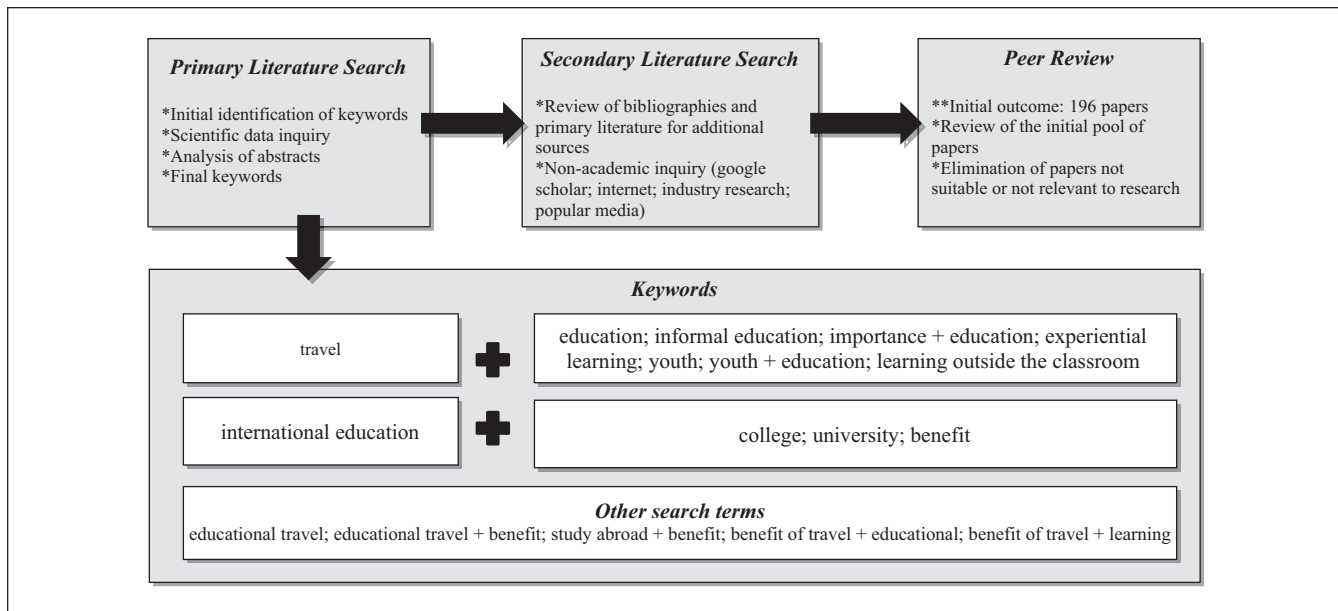 Primary Literature Search
*Initial identification of keywords
*Scientific data inquiry
*Analysis of abstracts
*Final keywords
Secondary Literature Search
*Review of bibliographies and
primary literature for additional
sources
*Non-academic inquiry (google
scholar; internet; industry research;
popular media)
Peer Review
**Initial outcome: 196 papers
*Review of the initial pool of
papers
*Elimination of papers not
suitable or not relevant to research
Keywords
travel
education; informal education; importance + education; experiential
learning; youth; youth + education; learning outside the classroom
international education
college; university; benefit
Other search terms
educational travel; educational travel + benefit; study abroad + benefit; benefit of travel + educational; benefit of travel + learning